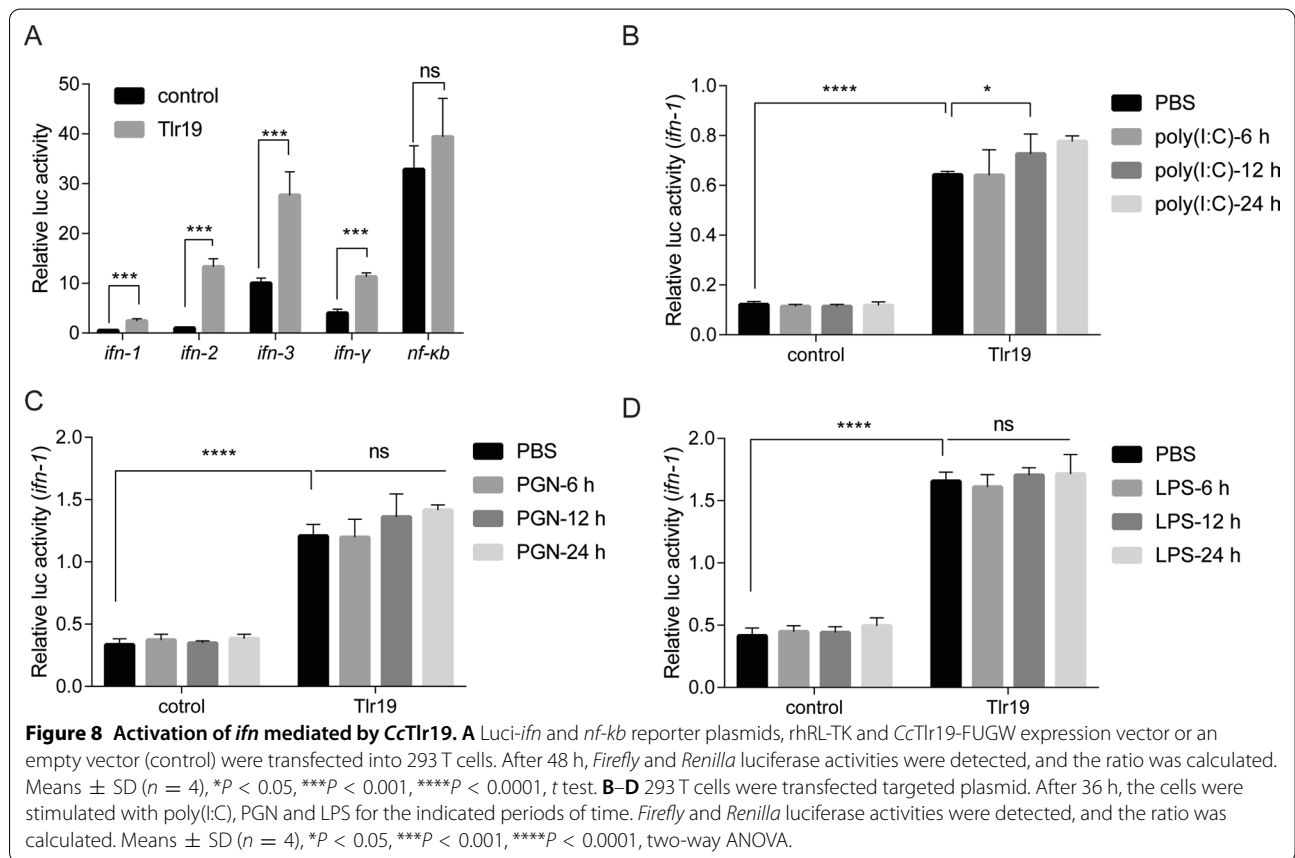 A
control
Tlr19
Relative luc activity
50
40
30
20
10
0
***
***
***
***
ns
ifn-1 ifn-2 ifn-3 ifn-γ nf-κb
B
Relative luc activity (ifn-1)
1.0
0.8
0.6
0.4
0.2
0.0
****
*
control Tlr19
PBS
poly(I:C)-6 h
poly(I:C)-12 h
poly(I:C)-24 h
C
Relative luc activity (ifn-1)
2.0
1.5
1.0
0.5
0.0
****
ns
cotrol Tlr19
PBS
PGN-6 h
PGN-12 h
PGN-24 h
D
Relative luc activity (ifn-1)
2.0
1.5
1.0
0.5
0.0
****
ns
control Tlr19
PBS
LPS-6 h
LPS-12 h
LPS-24 h
Figure 8 Activation of ifn mediated by CcTlr19. A Luci-ifn and nf-kb reporter plasmids, rhRL-TK and CcTlr19-FUGW expression vector or an
empty vector (control) were transfected into 293 T cells. After 48 h, Firefly and Renilla luciferase activities were detected, and the ratio was calculated.
Means ± SD (n = 4), *P < 0.05, ***P < 0.001, ****P < 0.0001, t test. B–D 293 T cells were transfected targeted plasmid. After 36 h, the cells were
stimulated with poly(I:C), PGN and LPS for the indicated periods of time. Firefly and Renilla luciferase activities were detected, and the ratio was
calculated. Means ± SD (n = 4), *P < 0.05, ***P < 0.001, ****P < 0.0001, two-way ANOVA.